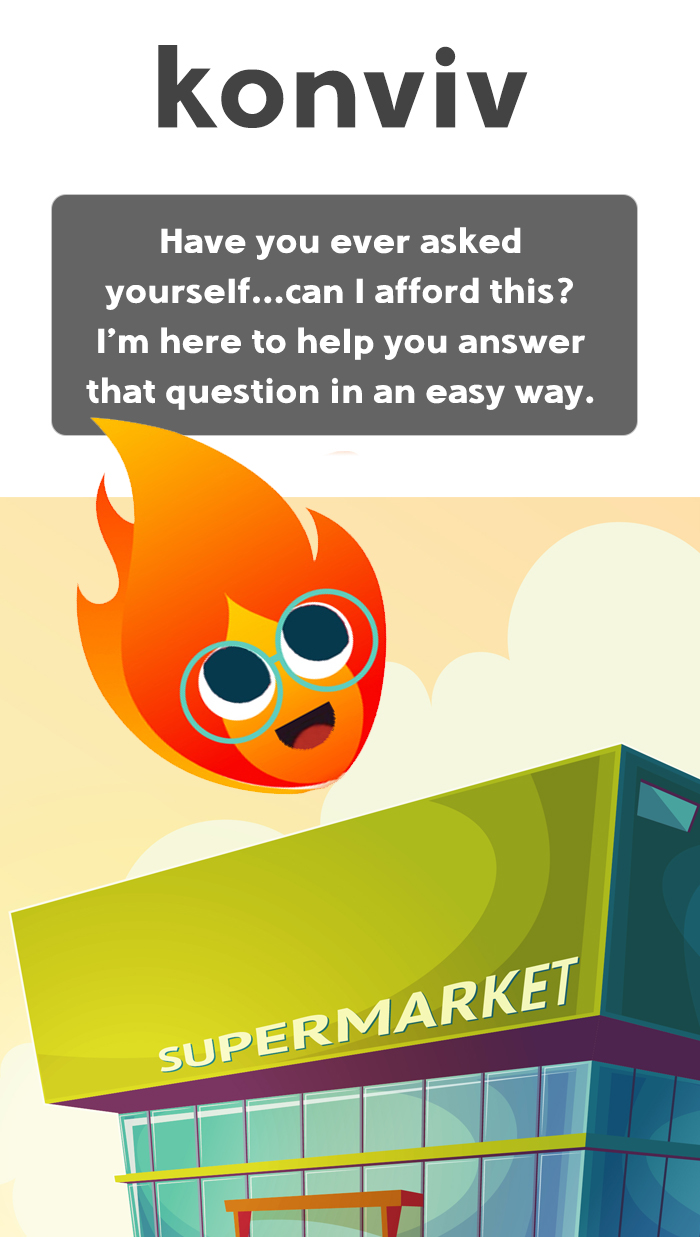 konviv
Have you ever asked
yourself...can I afford this?
I'm here to help you answer
that question in an easy way.
SUPERMARKET